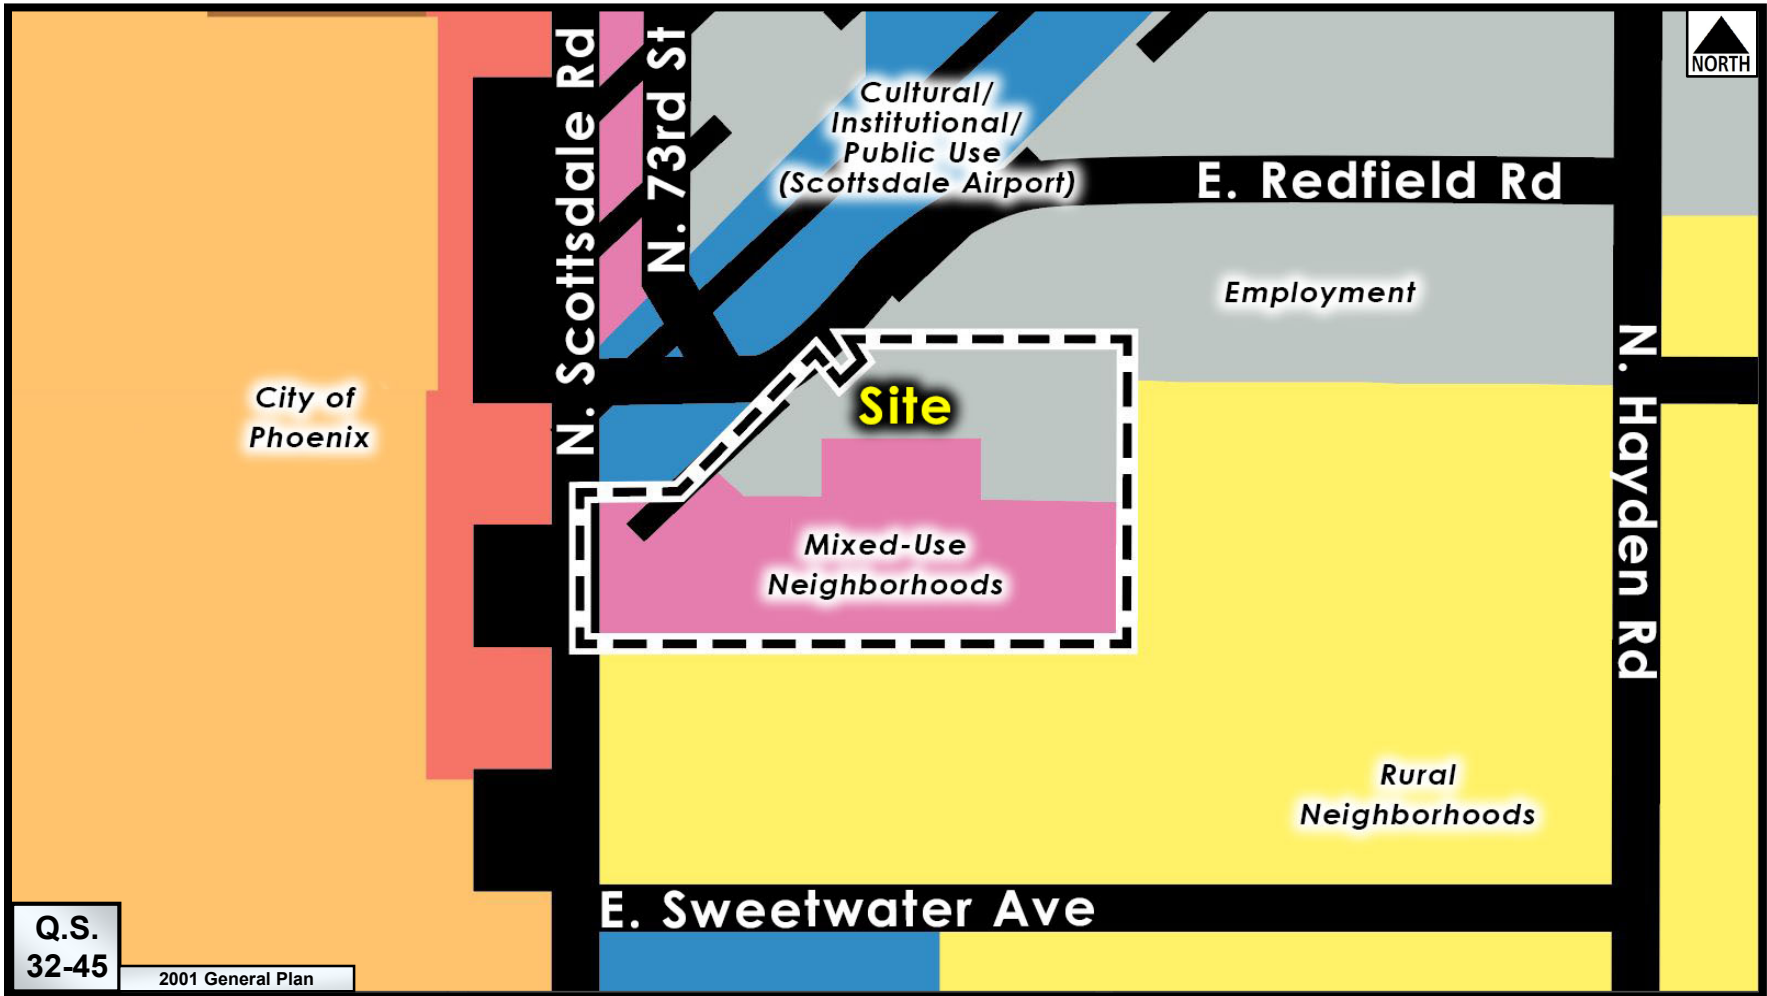 NORTH
N. Scottsdale Rd
N. 73rd St
Cultural/
Institutional/
Public Use
(Scottsdale Airport)
E. Redfield Rd
Employment
N. Hayden Rd
City of
Phoenix
Site
Mixed-Use
Neighborhoods
Rural
Neighborhoods
E. Sweetwater Ave
Q.S.
32-45
2001 General Plan